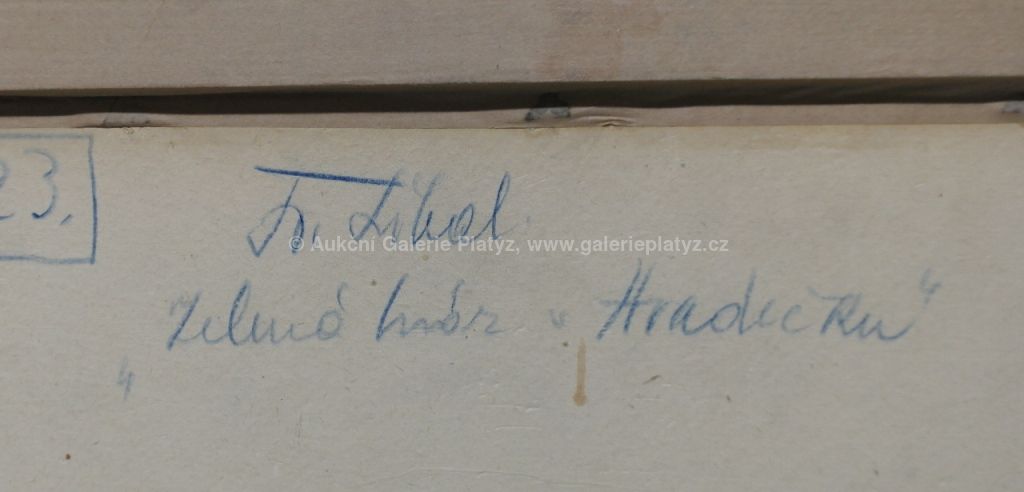 23.
Fr. Líbal
© Aukční Galerie Platyz, www.galerieplatyz.cz
„Zelená hráz u Hradečku“